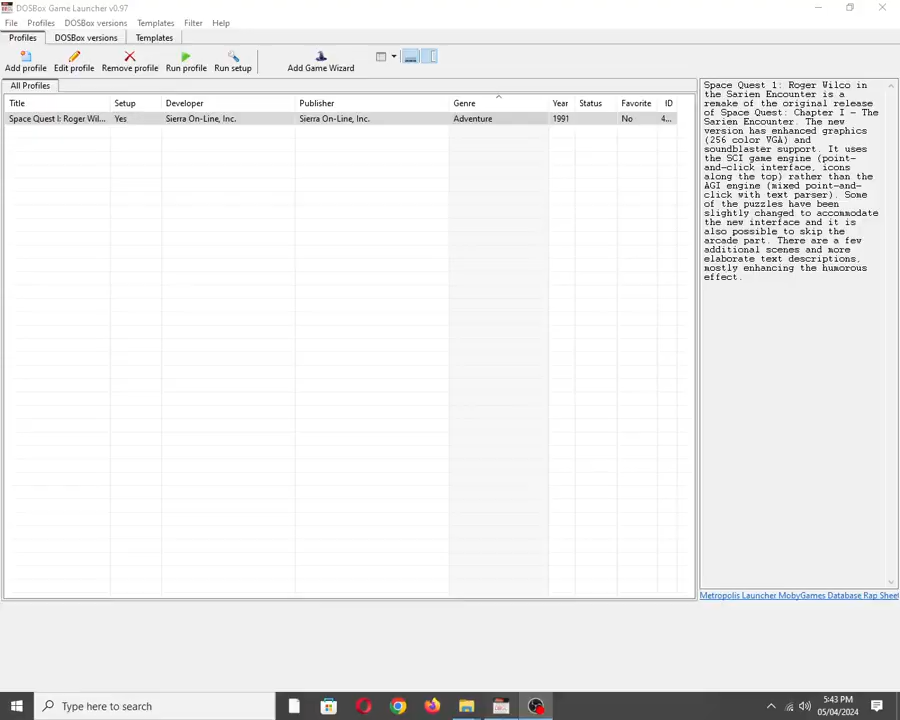 DOSBox Game Launcher v0.97
File Profiles DOSBox versions Templates Filter Help
Profiles DOSBox versions Templates
Add profile Edit profile Remove profile Run profile Run setup Add Game Wizard
All Profiles
Title Setup Developer Publisher Genre Year Status Favorite ID
Space Quest I: Roger Wil... Yes Sierra On-Line, Inc. Sierra On-Line, Inc. Adventure 1991 No 4...
Space Quest 1: Roger Wilco in
the Sarien Encounter is a
remake of the original release
of Space Quest: Chapter I - The
Sarien Encounter. The new
version has enhanced graphics
(256 color VGA) and
soundblaster support. It uses
the SCI game engine (point-
and-click interface, icons
along the top) rather than the
AGI engine (mixed point-and-
click with text parser). Some
of the puzzles have been
slightly changed to accommodate
the new interface and it is
also possible to skip the
arcade part. There are a few
additional scenes and more
elaborate text descriptions,
mostly enhancing the humorous
effect.
Metropolis Launcher MobyGames Database Rap Sheet
Type here to search
5:43 PM
05/04/2024